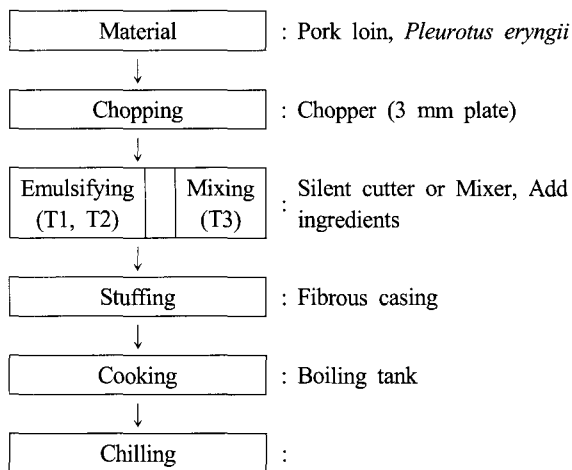 Material : Pork loin, Pleurotus eryngii
Chopping : Chopper (3 mm plate)
Emulsifying Mixing : Silent cutter or Mixer, Add
(T1, T2) (T3) ingredients
Stuffing : Fibrous casing
Cooking : Boiling tank
Chilling :